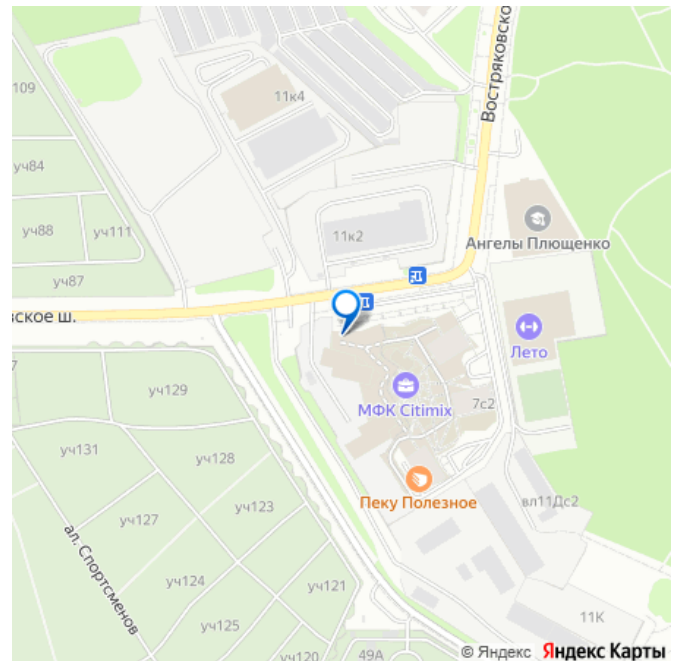 109
11к4
Востряковско
уч84
уч88
уч111
11к2
Ангелы Плющенко
уч87
вское ш.
Лето
7
уч129
МФК Citimix
7с2
уч131
уч128
Пеку Полезное
уч123
вл11Дс2
уч127
ал. Спортсменов
уч124
уч121
уч125
11К
уч120
49А
© Яндекс Яндекс Карты